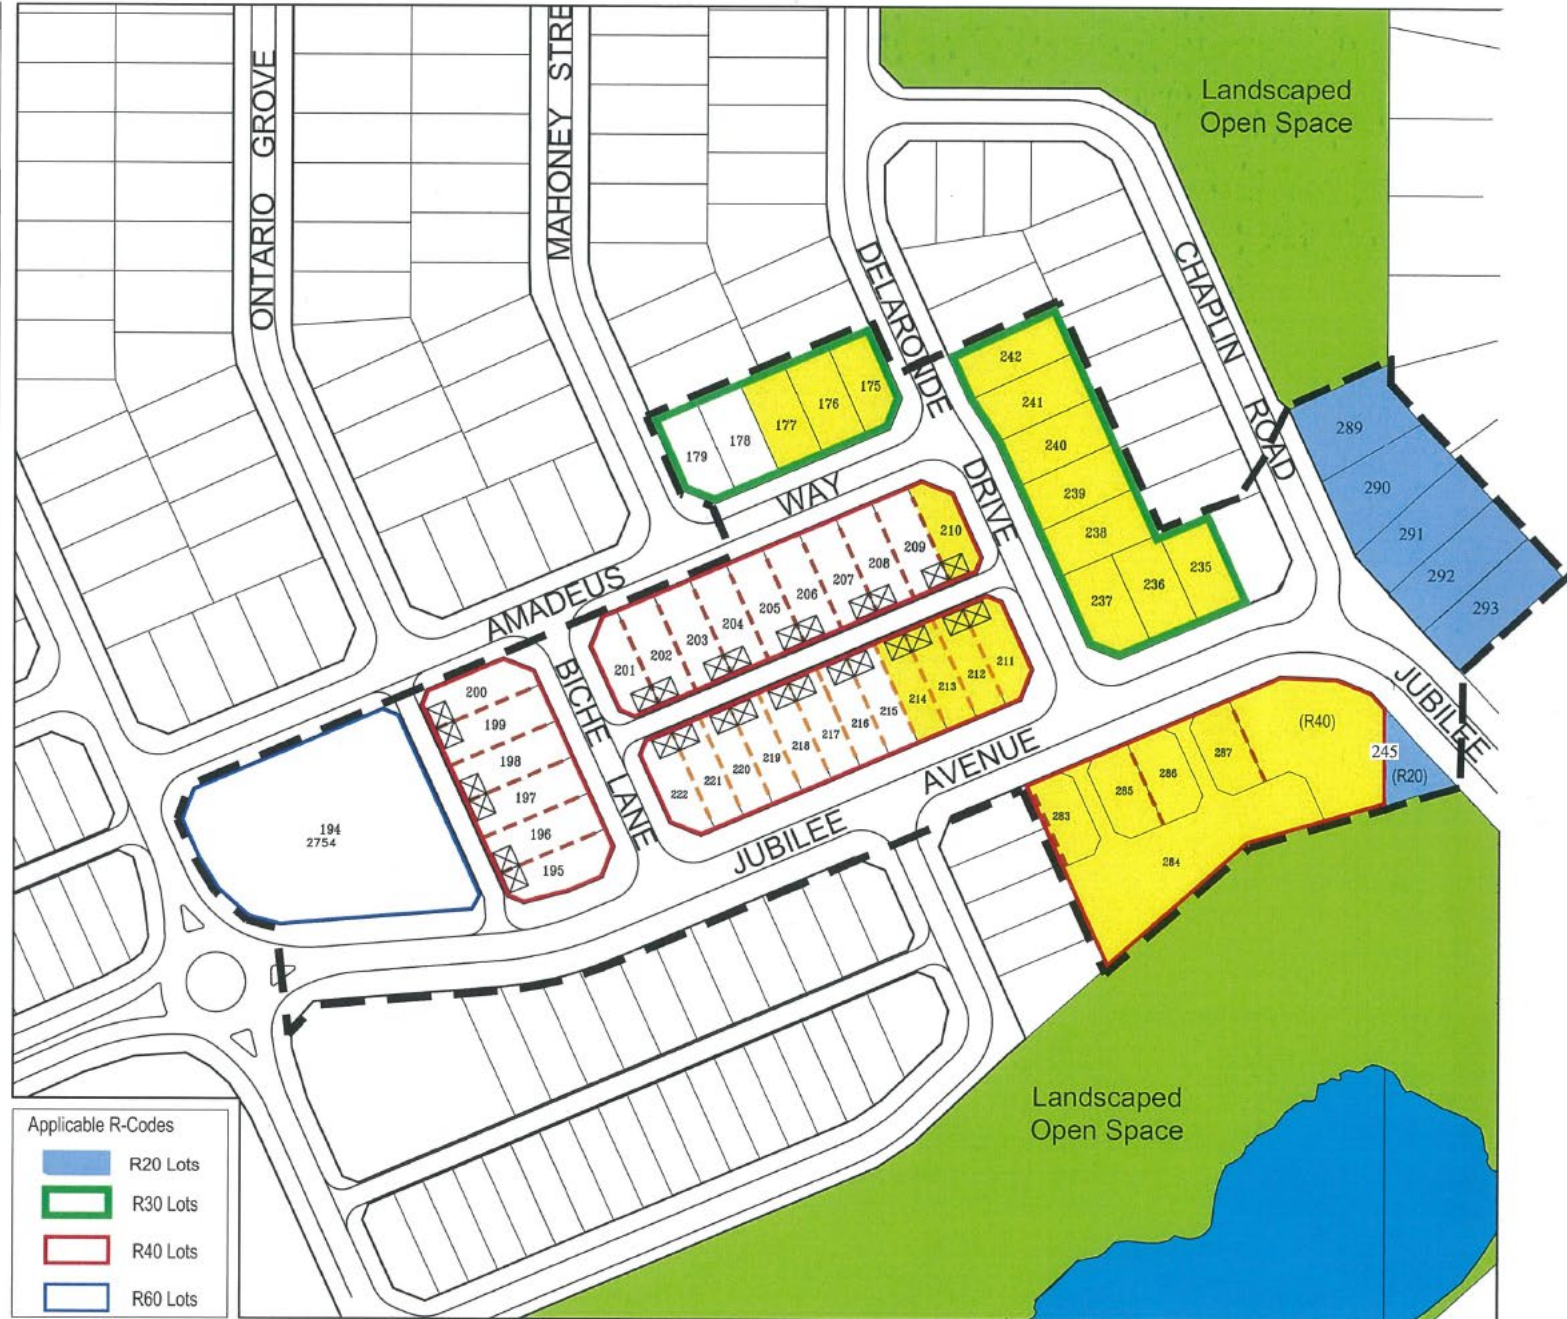 Landscaped
Open Space
ONTARIO GROVE
MAHONEY STRE
DELARONDE
DRIVE
CHAPLIN
ROAD
242
241
240
239
238
237
236
235
175
176
177
178
179
289
290
291
292
293
AMADEUS
WAY
210
209
208
207
206
205
204
203
202
201
200
199
198
197
196
195
BICHE
LANE
211
212
213
214
215
216
217
218
219
220
221
222
194
2754
JUBILEE
AVENUE
JUBILEE
283
285
286
287
284
(R40)
245
(R20)
Landscaped
Open Space
Applicable R-Codes
R20 Lots
R30 Lots
R40 Lots
R60 Lots